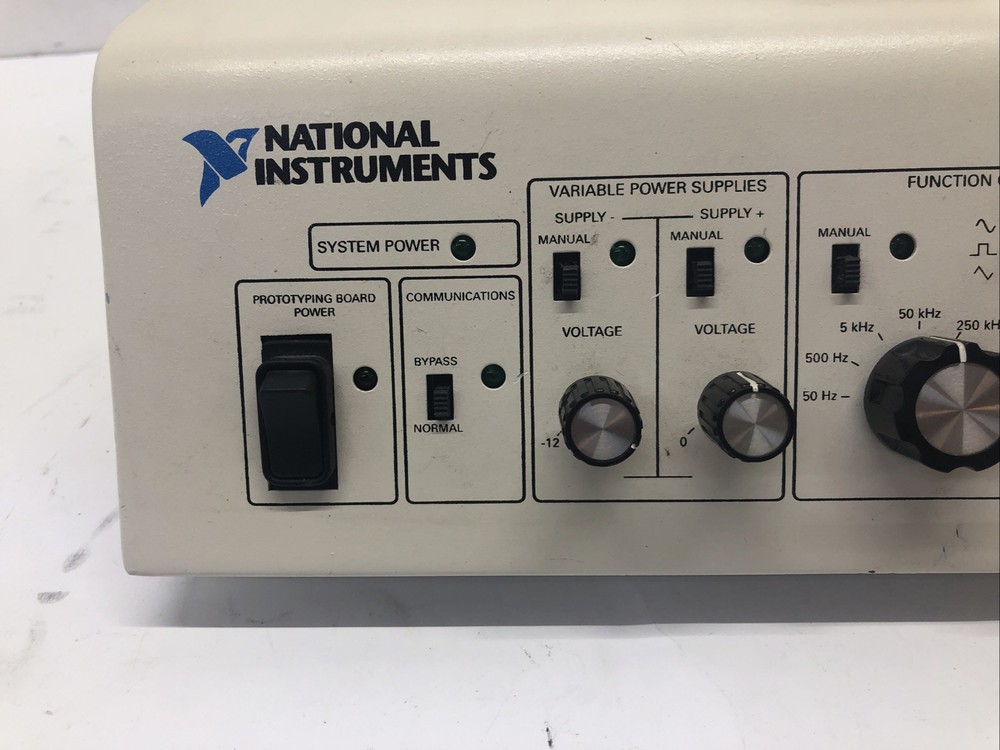 NATIONAL
INSTRUMENTS
SYSTEM POWER
PROTOTYPING BOARD
POWER
COMMUNICATIONS
BYPASS
NORMAL
VARIABLE POWER SUPPLIES
SUPPLY -
SUPPLY +
MANUAL
MANUAL
VOLTAGE
VOLTAGE
-12
0
FUNCTION
MANUAL
50 kHz
5 kHz
250 kH
500 Hz
50 Hz